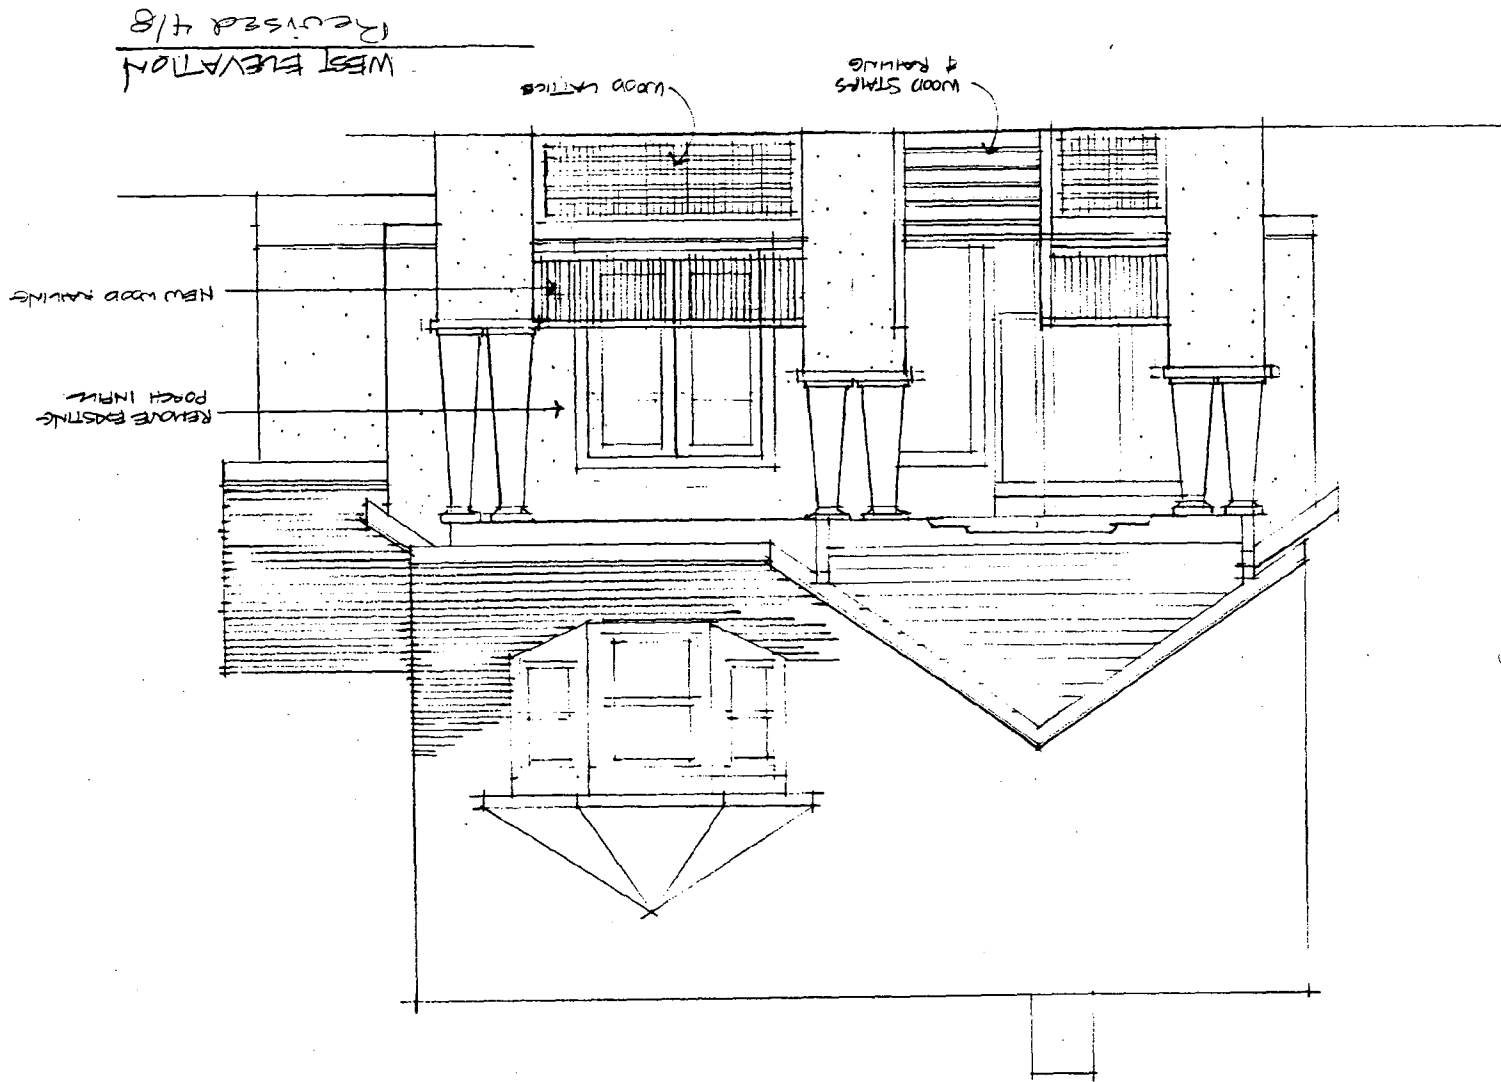 REMOVE EXISTING
PORCH INFILL
NEW WOOD RAILING
WOOD STAIRS
& RAILING
WOOD LATTICE
WEST ELEVATION
Revised 4/8